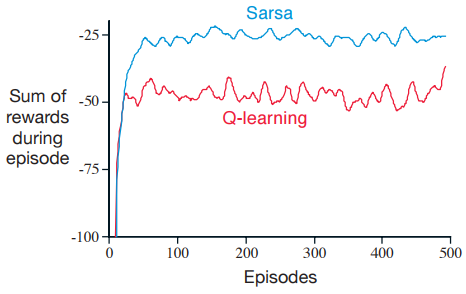 Sarsa
-25
Sum of
rewards
during
episode
-50
Q-learning
-75
-100
0 100 200 300 400 500
Episodes